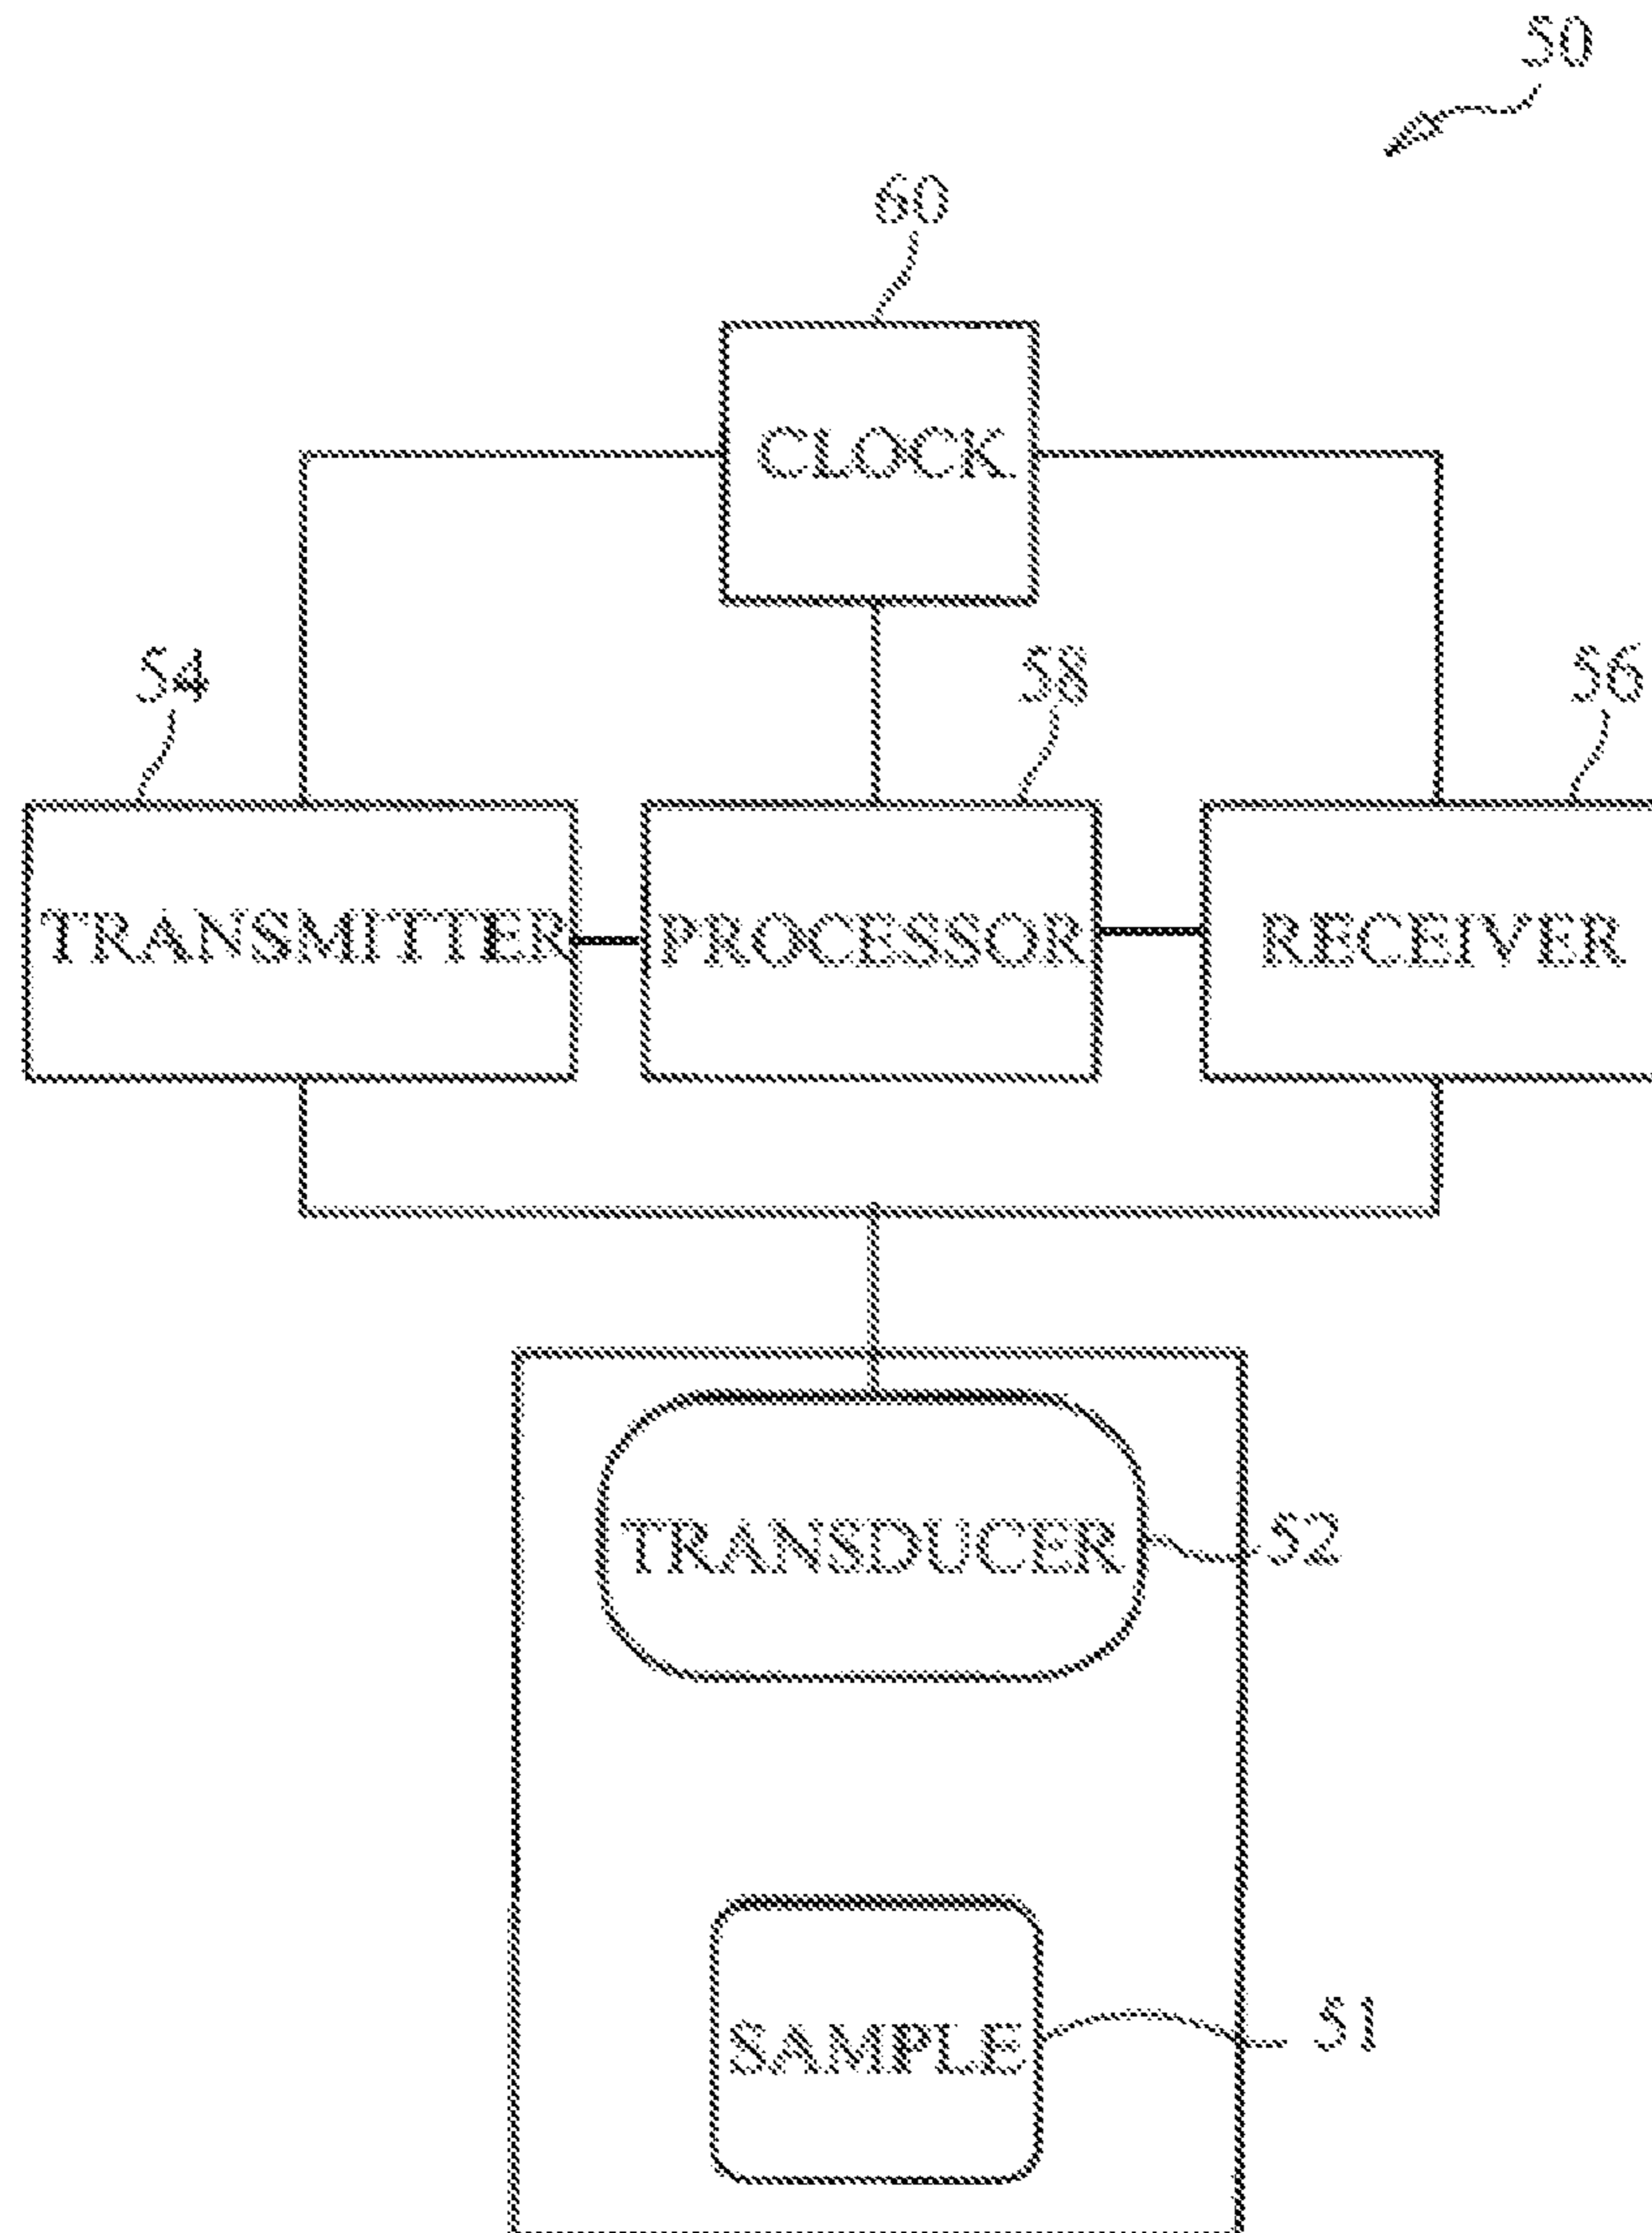 50
60
CLOCK
54
58
56
TRANSMITTER
PROCESSOR
RECEIVER
TRANSDUCER
52
SAMPLE
51